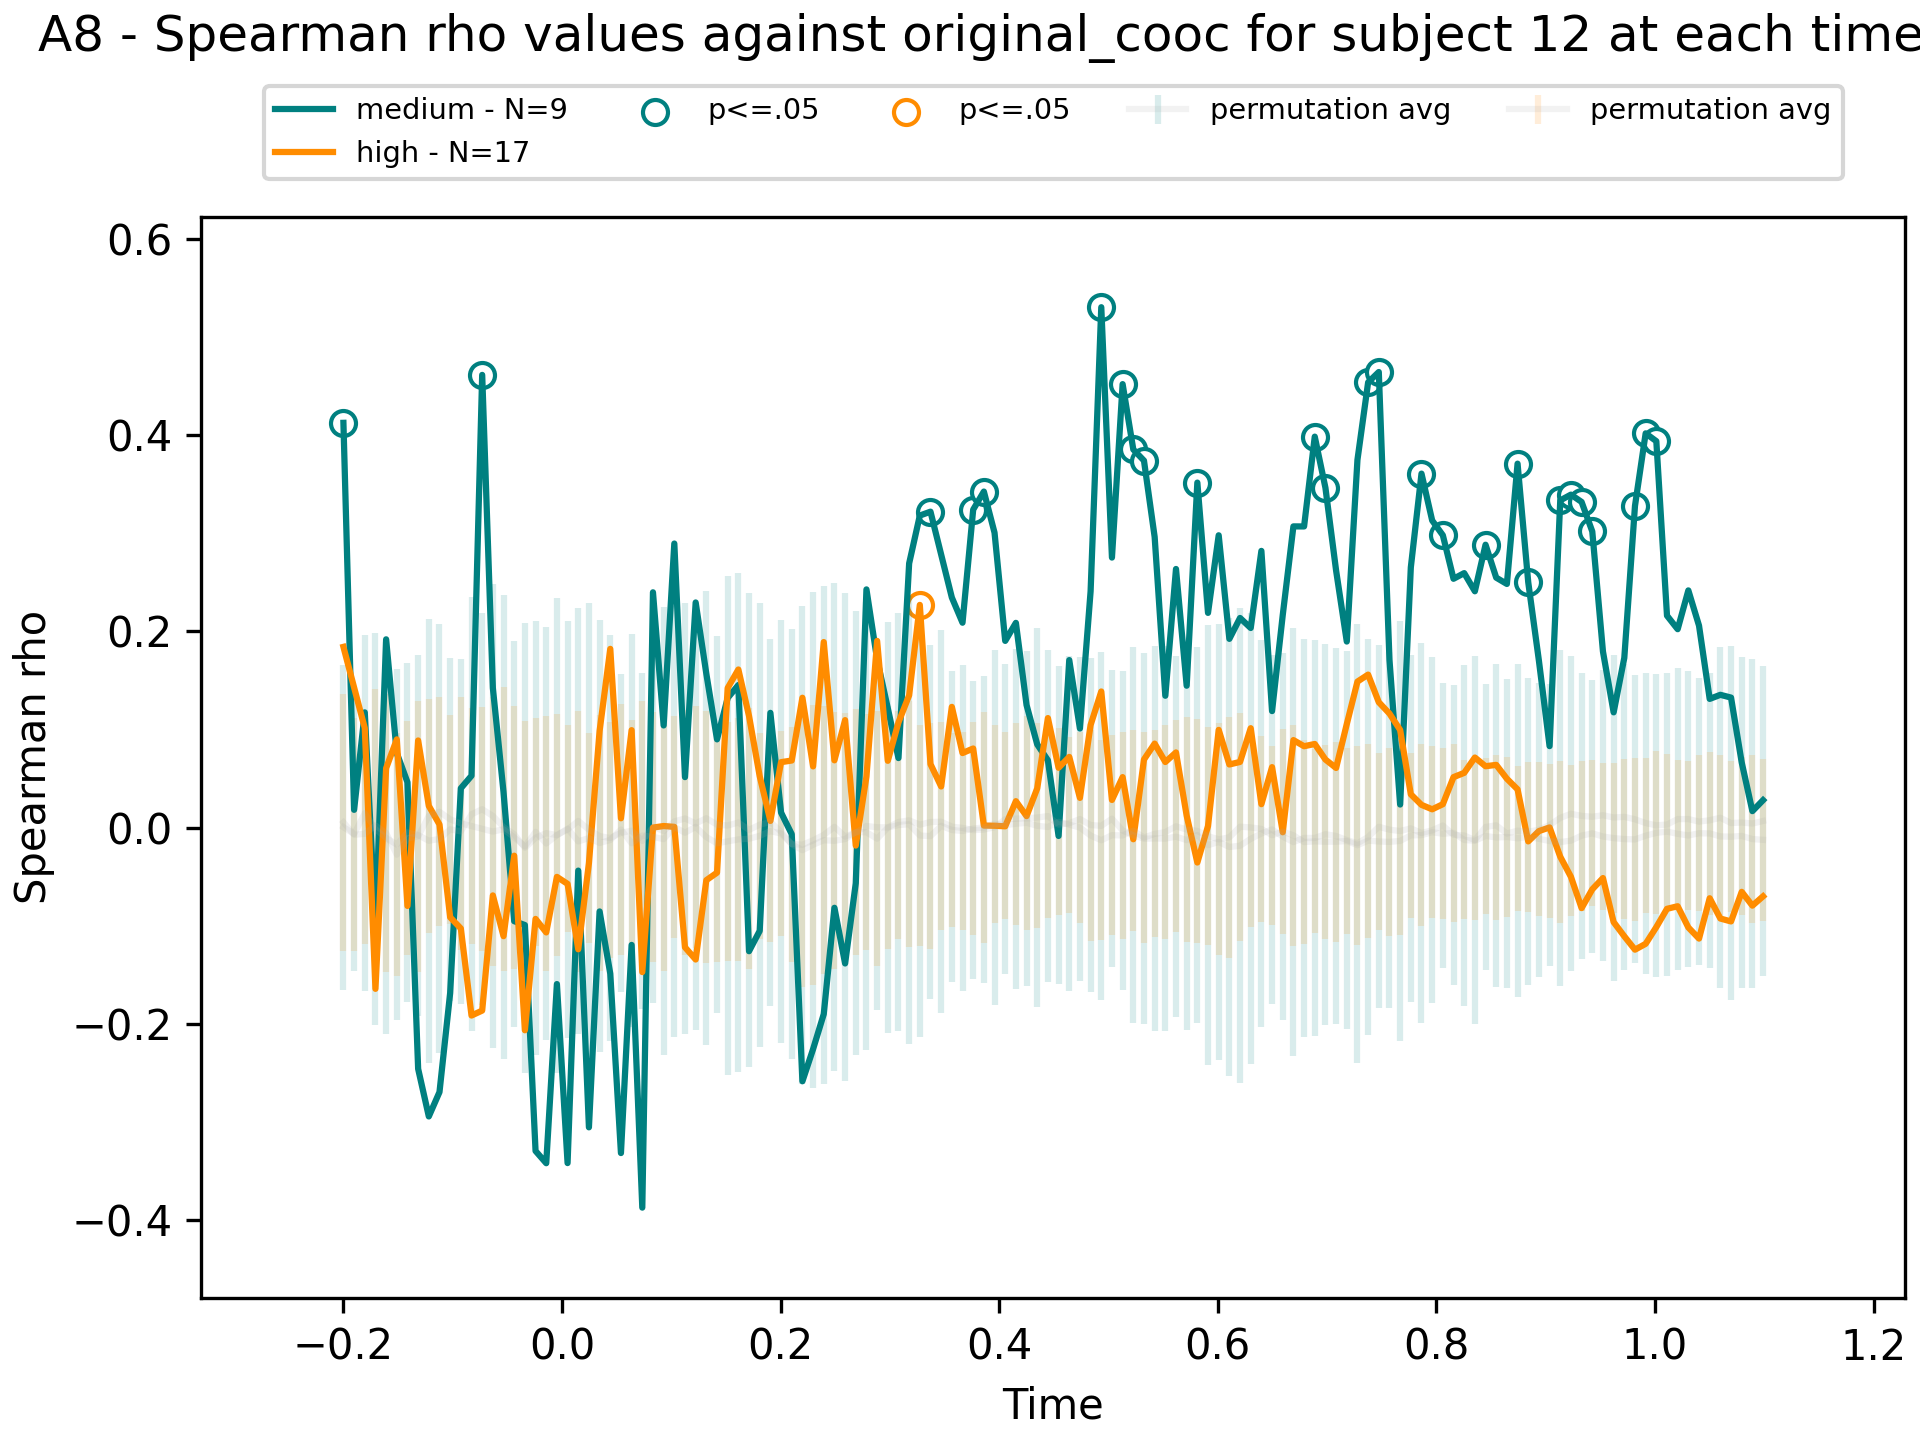 A8 - Spearman rho values against original_cooc for subject 12 at each time
medium - N=9
high - N=17
p<=.05
p<=.05
permutation avg
permutation avg
0.6
0.4
0.2
0.0
−0.2
−0.4
Spearman rho
−0.2 0.0 0.2 0.4 0.6 0.8 1.0 1.2
Time